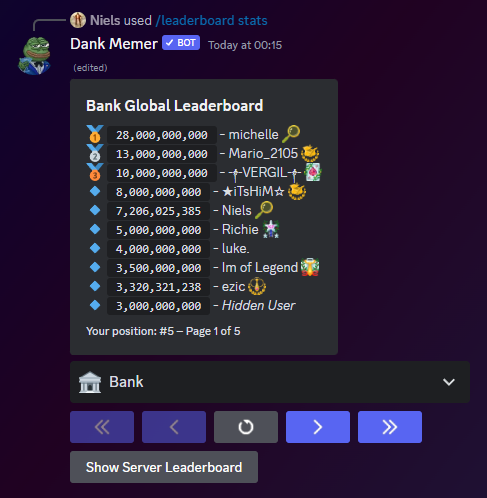 Niels used /leaderboard stats
Dank Memer ✓ BOT Today at 00:15
(edited)
Bank Global Leaderboard
28,000,000,000 - michelle
13,000,000,000 - Mario_2105
10,000,000,000 - -╋-VERGIL-╋-
8,000,000,000 - ★iTsHiM☆
7,206,025,385 - Niels
5,000,000,000 - Richie
4,000,000,000 - luke.
3,500,000,000 - Im of Legend
3,320,321,238 - ezic
3,000,000,000 - Hidden User
Your position: #5 – Page 1 of 5
Bank
Show Server Leaderboard